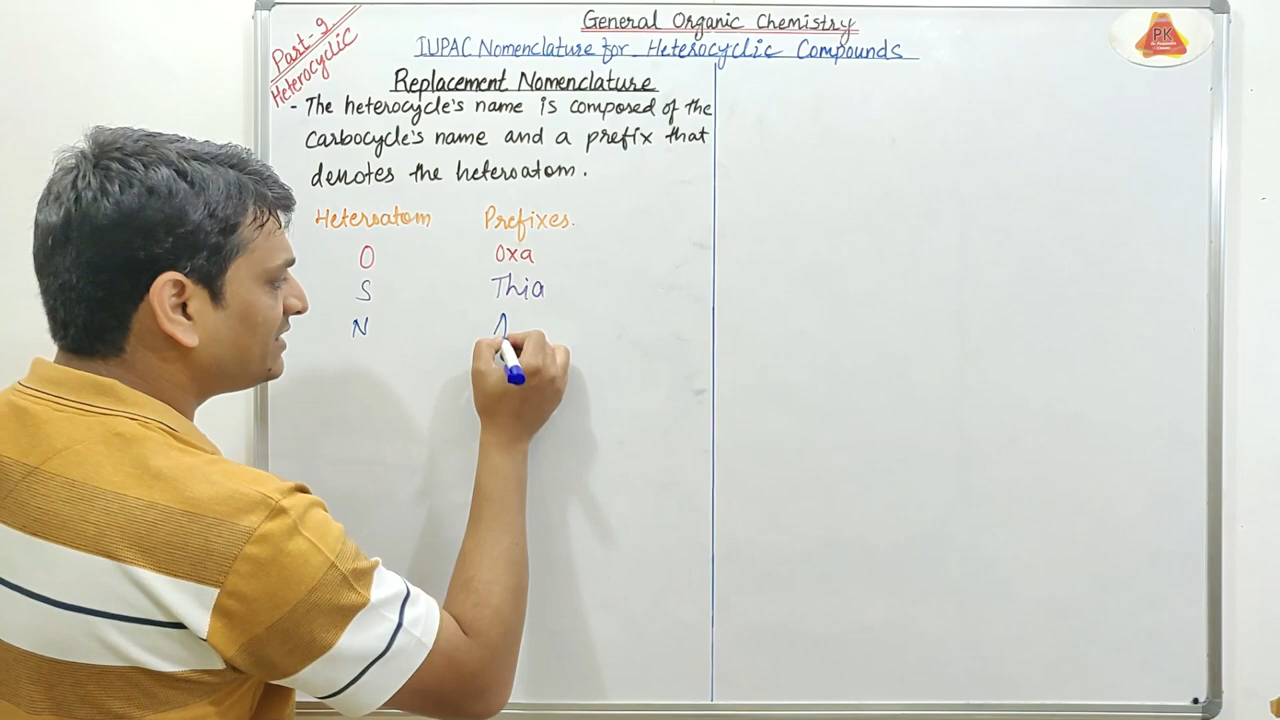 General Organic Chemistry
IUPAC Nomenclature for Heterocyclic Compounds
Part-9
Heterocyclic
PK
Replacement Nomenclature
- The heterocycle's name is composed of the
carbocycle's name and a prefix that
denotes the heteroatom.
Heteroatom Prefixes.
O Oxa
S Thia
N